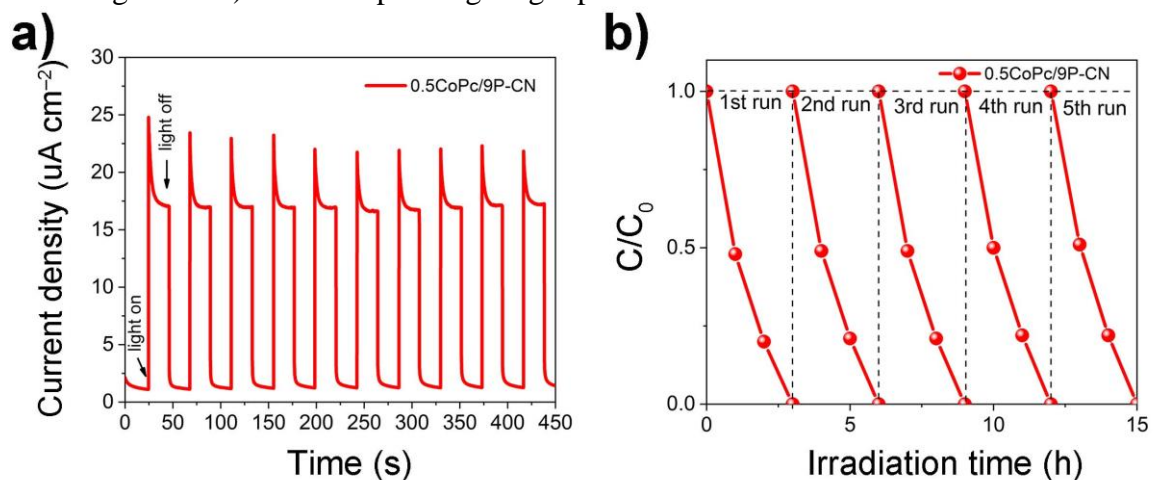 a)
30
25
20
15
10
5
0
Current density (uA cm⁻²)
0.5CoPc/9P-CN
light off
light on
0 50 100 150 200 250 300 350 400 450
Time (s)
b)
1.0
0.5
0.0
C/C₀
0.5CoPc/9P-CN
1st run 2nd run 3rd run 4th run 5th run
0 5 10 15
Irradiation time (h)